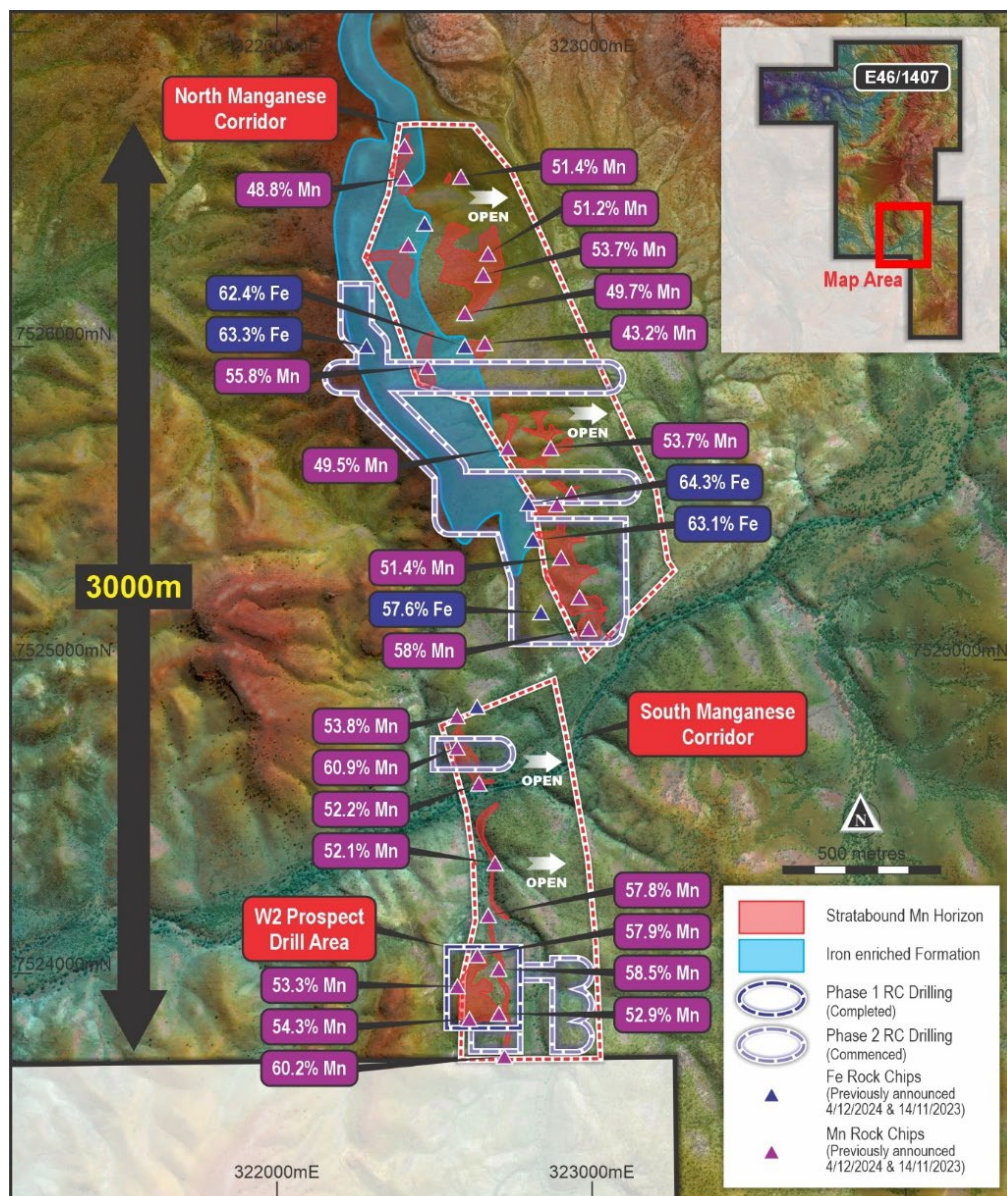 322000mE
323000mE
E46/1407
Map Area
North Manganese
Corridor
48.8% Mn
51.4% Mn
OPEN
51.2% Mn
53.7% Mn
62.4% Fe
49.7% Mn
7526000mN
63.3% Fe
43.2% Mn
55.8% Mn
OPEN
49.5% Mn
53.7% Mn
64.3% Fe
63.1% Fe
51.4% Mn
3000m
57.6% Fe
58% Mn
7525000mN
7525000mN
53.8% Mn
South Manganese
Corridor
60.9% Mn
OPEN
52.2% Mn
N
52.1% Mn
OPEN
500 metres
57.8% Mn
W2 Prospect
Drill Area
57.9% Mn
7524000mN
58.5% Mn
53.3% Mn
52.9% Mn
54.3% Mn
60.2% Mn
Stratabound Mn Horizon
Iron enriched Formation
Phase 1 RC Drilling
(Completed)
Phase 2 RC Drilling
(Commenced)
Fe Rock Chips
(Previously announced
4/12/2024 & 14/11/2023)
Mn Rock Chips
(Previously announced
4/12/2024 & 14/11/2023)
322000mE
323000mE